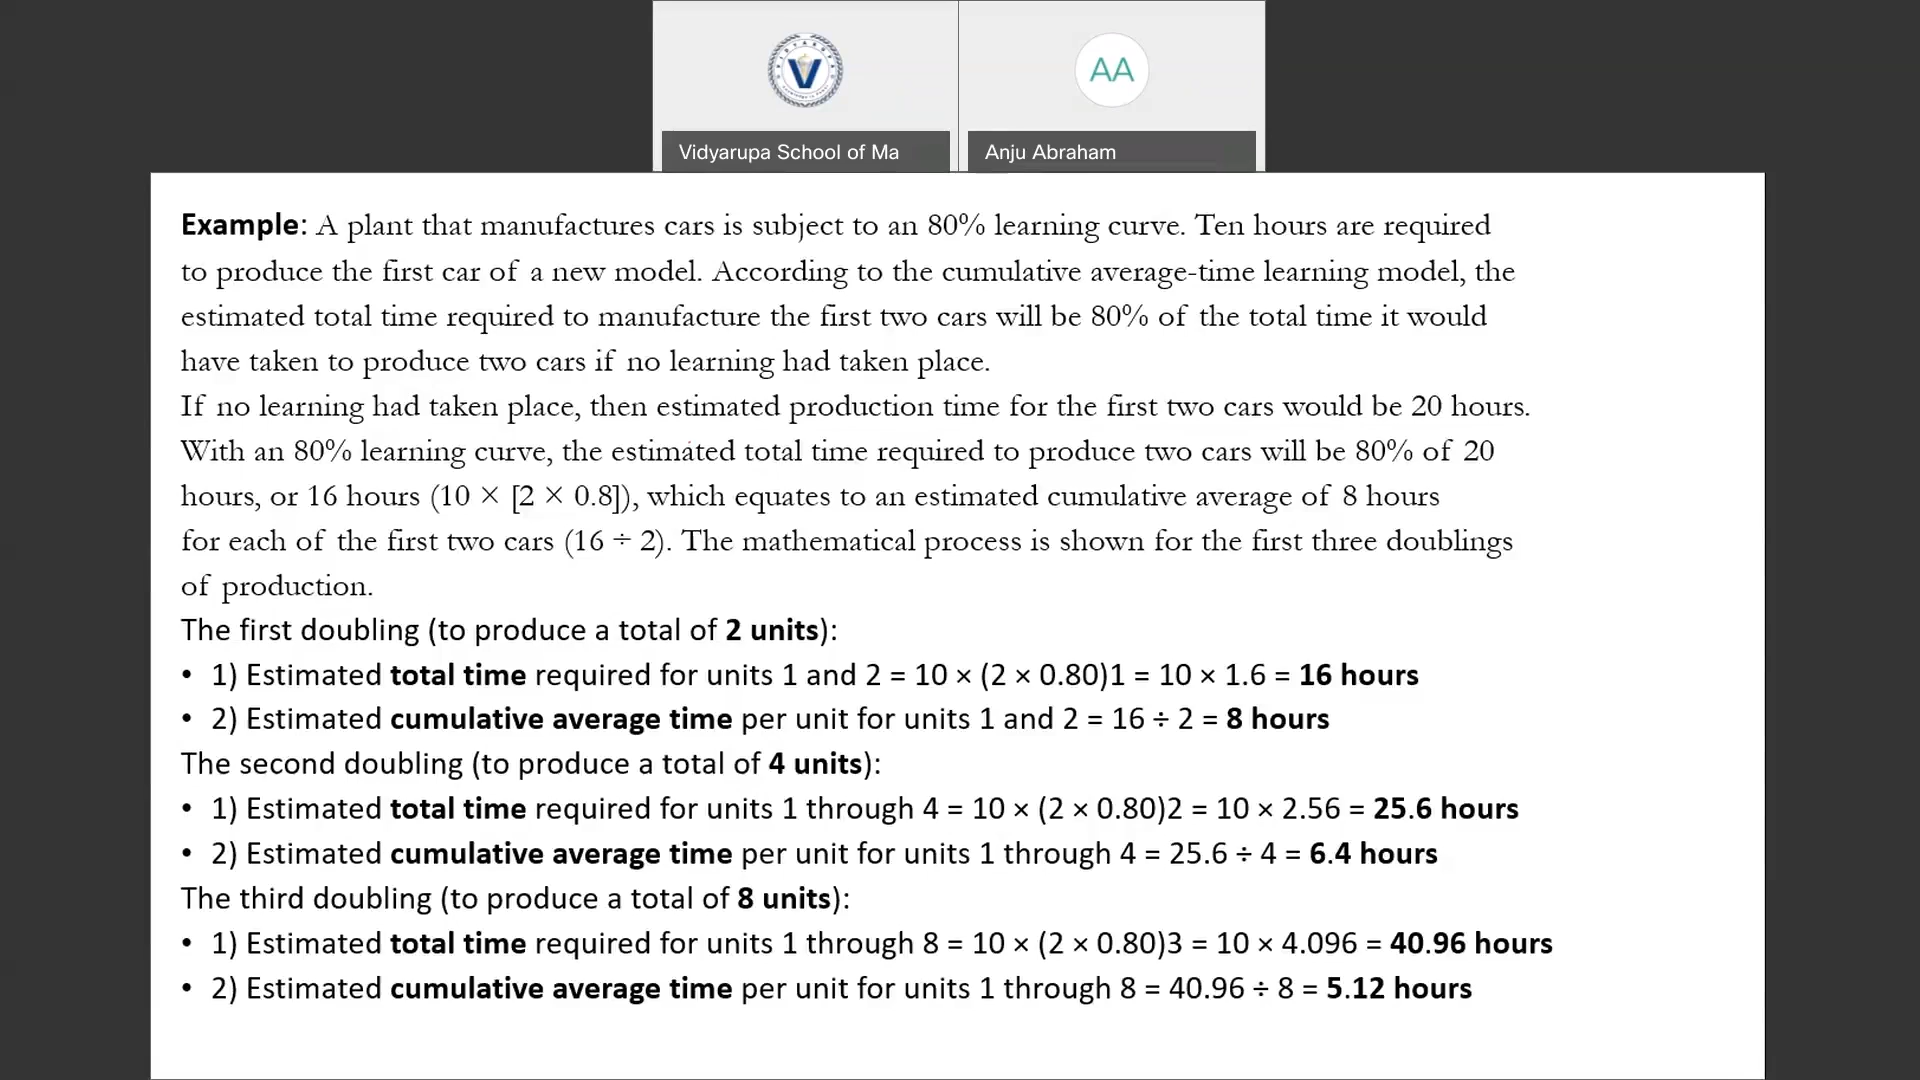 Vidyarupa School of Ma
AA
Anju Abraham
Example: A plant that manufactures cars is subject to an 80% learning curve. Ten hours are required
to produce the first car of a new model. According to the cumulative average-time learning model, the
estimated total time required to manufacture the first two cars will be 80% of the total time it would
have taken to produce two cars if no learning had taken place.
If no learning had taken place, then estimated production time for the first two cars would be 20 hours.
With an 80% learning curve, the estimated total time required to produce two cars will be 80% of 20
hours, or 16 hours (10 × [2 × 0.8]), which equates to an estimated cumulative average of 8 hours
for each of the first two cars (16 ÷ 2). The mathematical process is shown for the first three doublings
of production.
The first doubling (to produce a total of 2 units):
• 1) Estimated total time required for units 1 and 2 = 10 × (2 × 0.80)1 = 10 × 1.6 = 16 hours
• 2) Estimated cumulative average time per unit for units 1 and 2 = 16 ÷ 2 = 8 hours
The second doubling (to produce a total of 4 units):
• 1) Estimated total time required for units 1 through 4 = 10 × (2 × 0.80)2 = 10 × 2.56 = 25.6 hours
• 2) Estimated cumulative average time per unit for units 1 through 4 = 25.6 ÷ 4 = 6.4 hours
The third doubling (to produce a total of 8 units):
• 1) Estimated total time required for units 1 through 8 = 10 × (2 × 0.80)3 = 10 × 4.096 = 40.96 hours
• 2) Estimated cumulative average time per unit for units 1 through 8 = 40.96 ÷ 8 = 5.12 hours